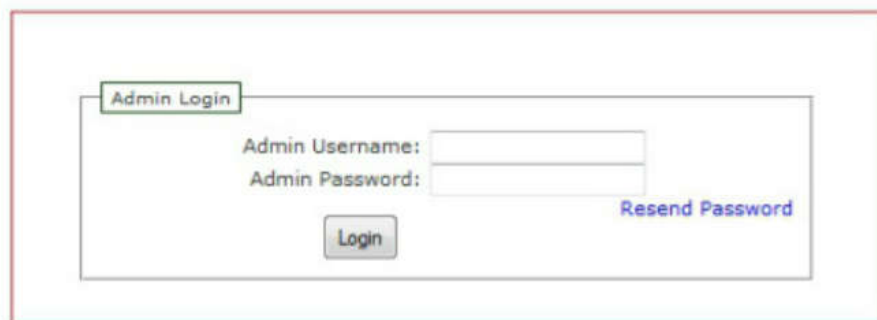 Admin Login
Admin Username:
Admin Password:
Resend Password
Login